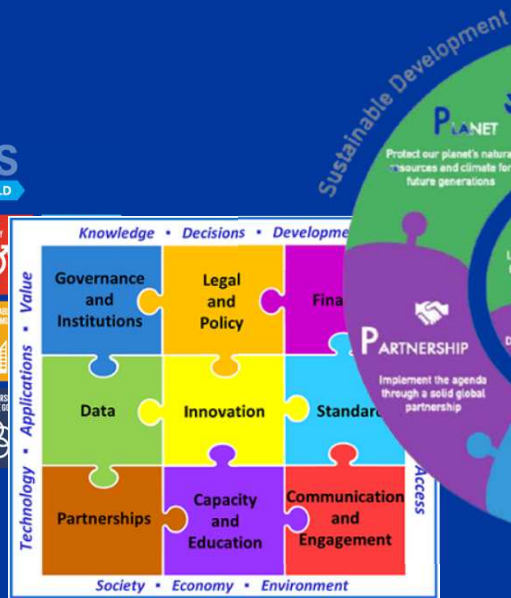 Sustainable Development
PLANET
Protect our planet's natural
resources and climate for
future generations
PARTNERSHIP
Implement the agenda
through a solid global
partnership
Knowledge • Decisions • Developme
Value
Applications •
Technology •
Governance
and
Institutions
Legal
and
Policy
Fina
Data
Innovation
Standard
Partnerships
Capacity
and
Education
Communication
and
Engagement
Access
Society • Economy • Environment